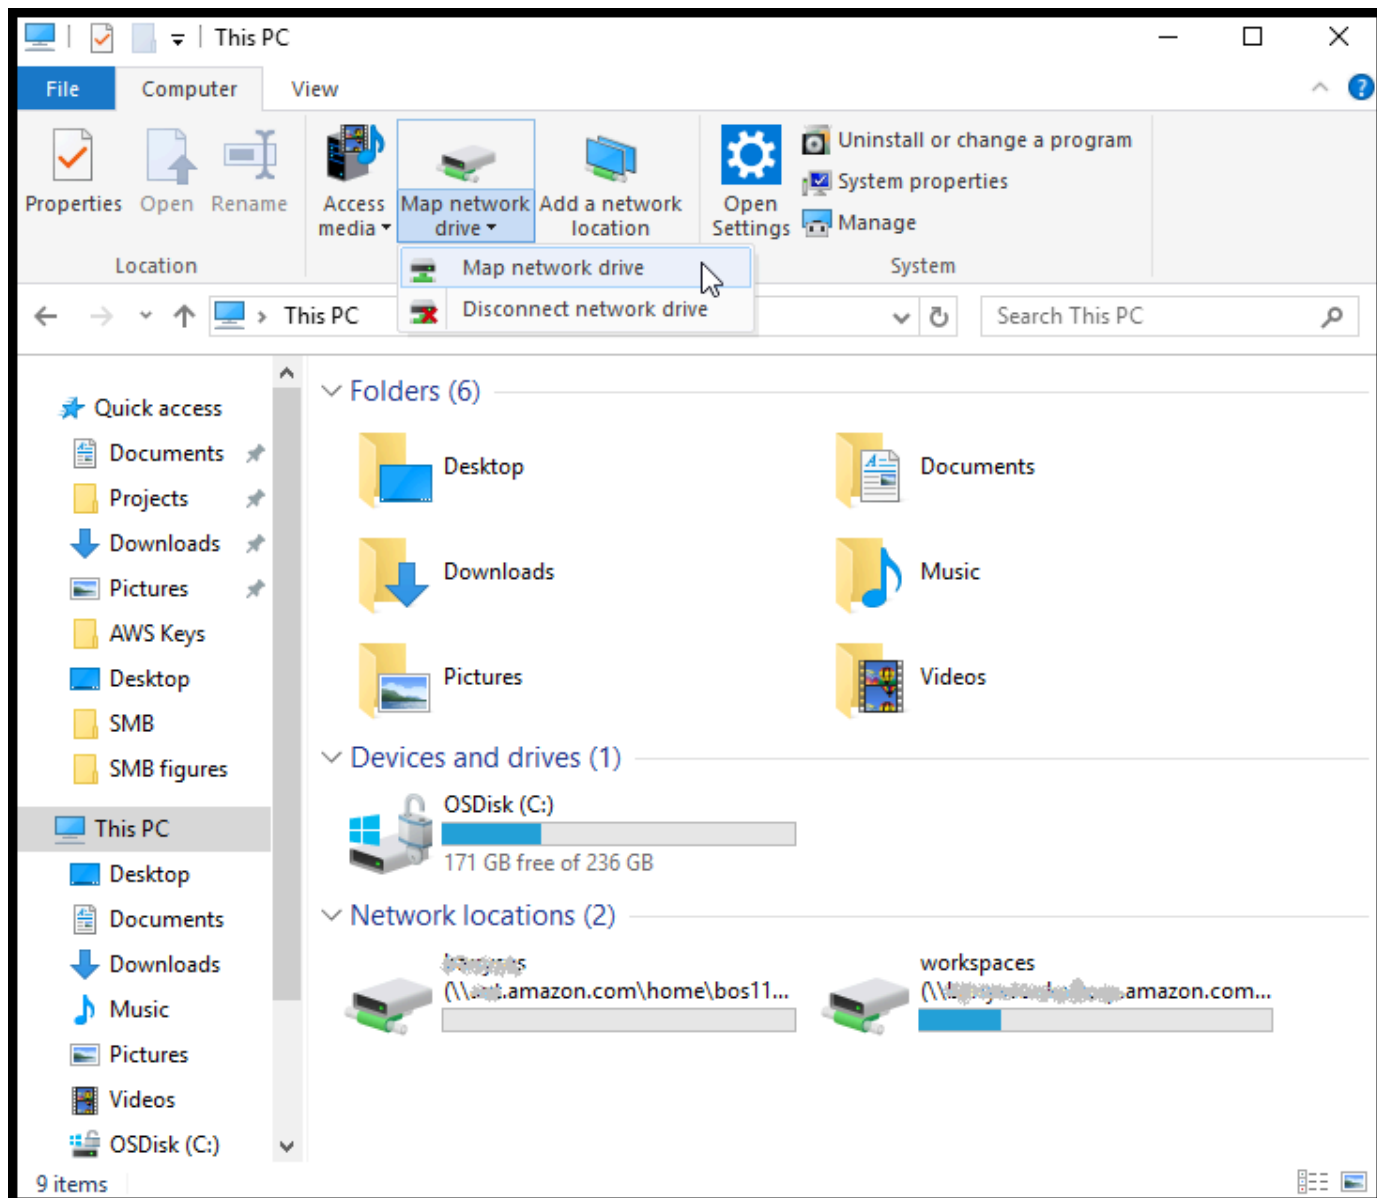 This PC
File Computer View
Properties Open Rename
Access media Map network drive Add a network location
Open Settings
Uninstall or change a program
System properties
Manage
Location
System
Map network drive
Disconnect network drive
This PC
Search This PC
Quick access
Documents
Projects
Downloads
Pictures
AWS Keys
Desktop
SMB
SMB figures
This PC
Desktop
Documents
Downloads
Music
Pictures
Videos
OSDisk (C:)
Folders (6)
Desktop
Documents
Downloads
Music
Pictures
Videos
Devices and drives (1)
OSDisk (C:)
171 GB free of 236 GB
Network locations (2)
(\\ .amazon.com\home\bos11...
workspaces
(\\ .amazon.com...
9 items